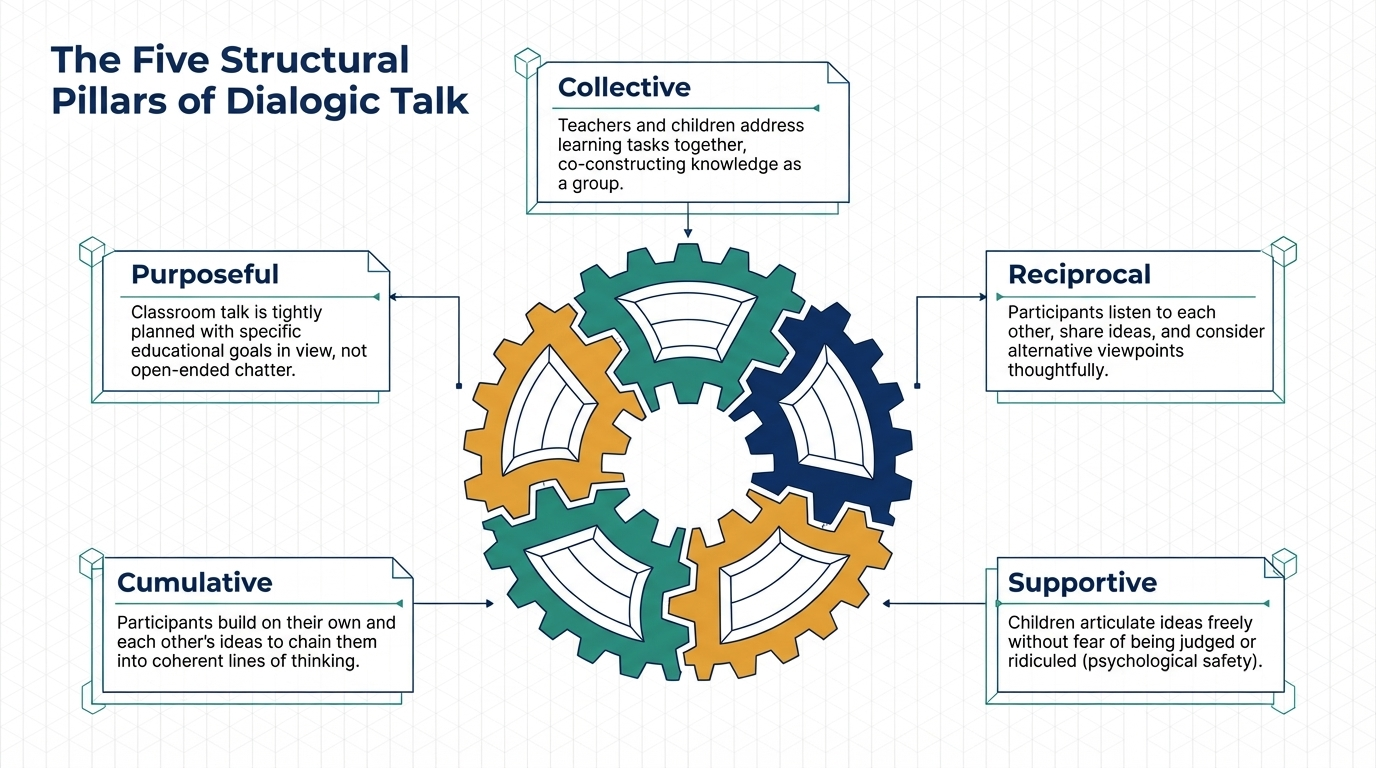 The Five Structural
Pillars of Dialogic Talk
Collective
Teachers and children address
learning tasks together,
co-constructing knowledge as
a group.
Purposeful
Classroom talk is tightly
planned with specific
educational goals in view, not
open-ended chatter.
Reciprocal
Participants listen to each
other, share ideas, and consider
alternative viewpoints
thoughtfully.
Cumulative
Participants build on their own and
each other's ideas to chain them
into coherent lines of thinking.
Supportive
Children articulate ideas freely
without fear of being judged or
ridiculed (psychological safety).